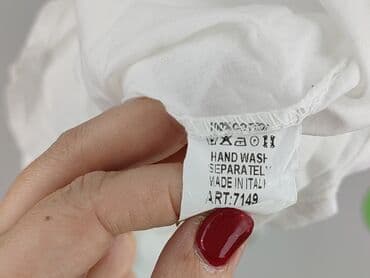 100% COTTON
HAND WASH
SEPARATELY
MADE IN ITALY
ART:7149